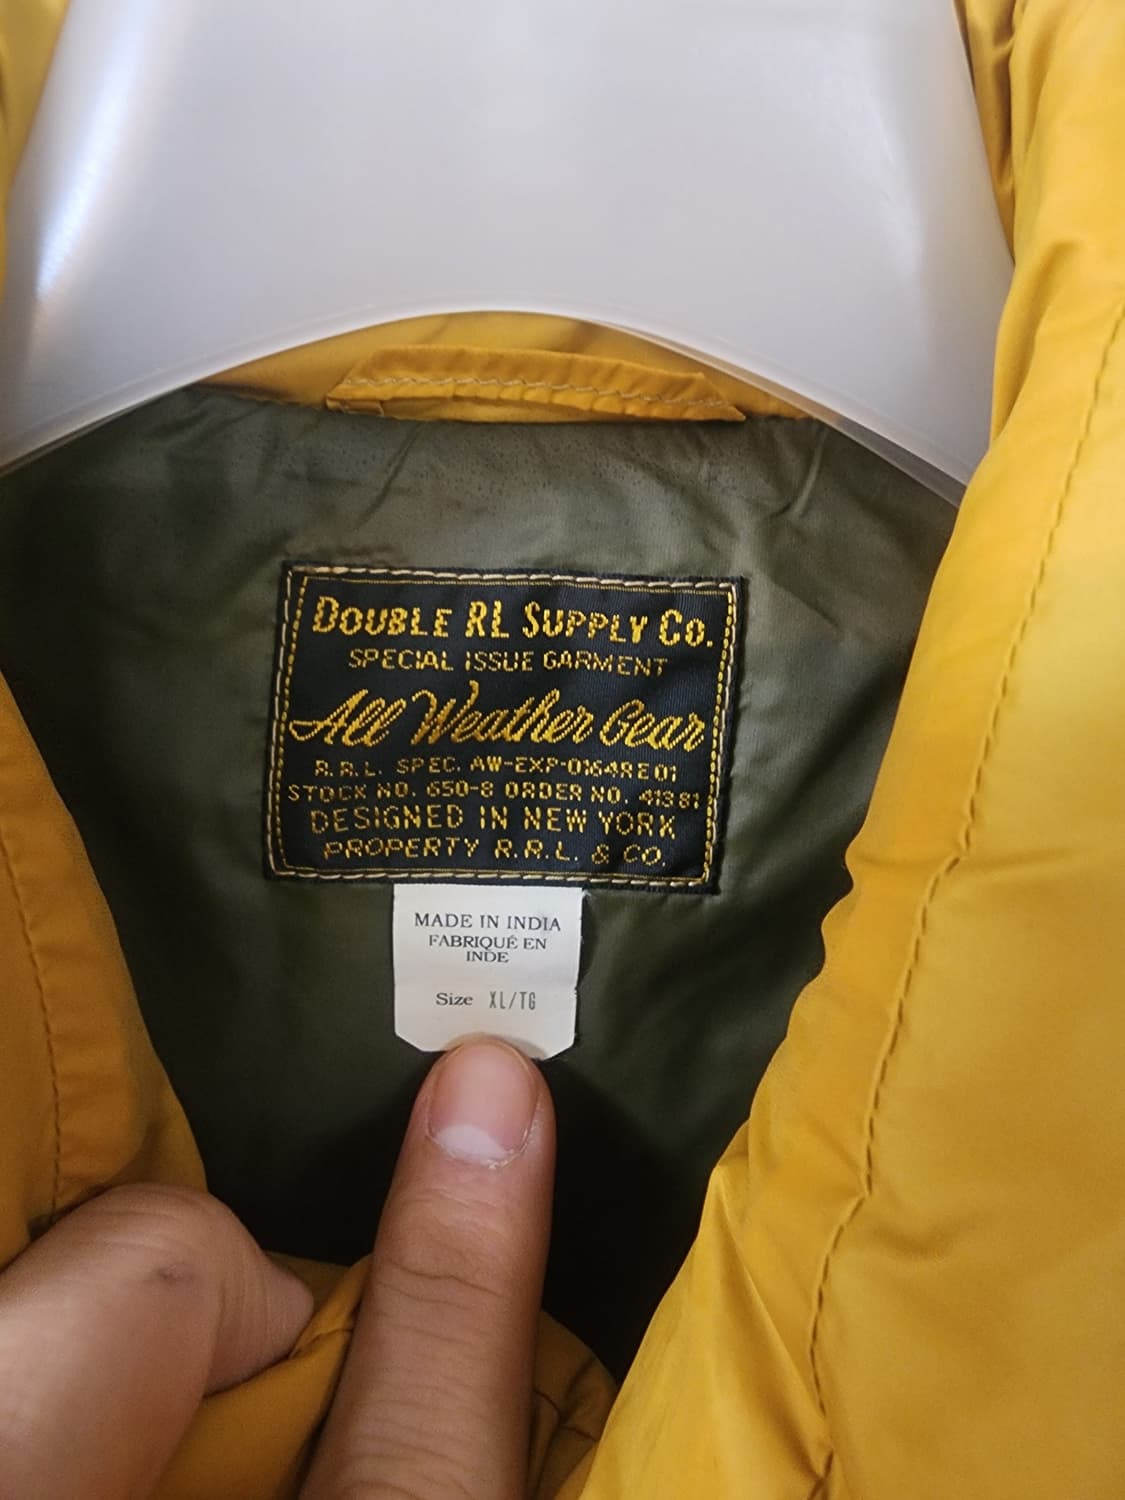 DOUBLE RL SUPPLY CO.
SPECIAL ISSUE GARMENT
All Weather Gear
R.R.L. SPEC. AW-EXP-01648E01
STOCK NO. 650-8 ORDER NO. 41381
DESIGNED IN NEW YORK
PROPERTY R.R.L. & CO.
MADE IN INDIA
FABRIQUÉ EN
INDE
Size XL/TG